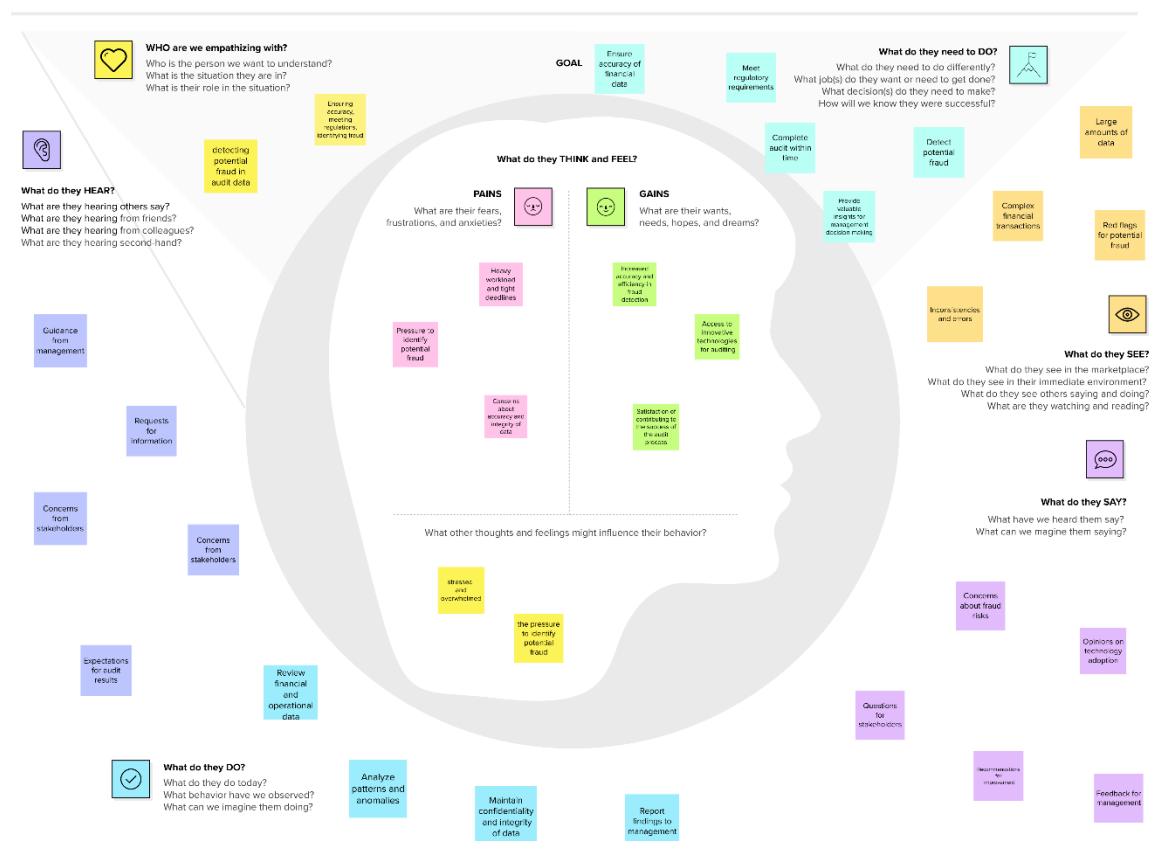 WHO are we empathizing with?
Who is the person we want to understand?
What is the situation they are in?
What is their role in the situation?
Ensuring
accuracy,
meeting
regulations,
identifying fraud
detecting
potential
fraud in
audit data
GOAL
Ensure
accuracy of
financial
data
Meet
regulatory
requirements
What do they need to DO?
What do they need to do differently?
What job(s) do they want or need to get done?
What decision(s) do they need to make?
How will we know they were successful?
Complete
audit within
time
Detect
potential
fraud
Provide
valuable
insights for
management
decision making
Large
amounts of
data
Complex
financial
transactions
Red flags
for potential
fraud
Inconsistencies
and errors
What do they SEE?
What do they see in the marketplace?
What do they see in their immediate environment?
What do they see others saying and doing?
What are they watching and reading?
What do they HEAR?
What are they hearing others say?
What are they hearing from friends?
What are they hearing from colleagues?
What are they hearing second-hand?
Guidance
from
management
Requests
for
information
Concerns
from
stakeholders
Concerns
from
stakeholders
Expectations
for audit
results
What do they THINK and FEEL?
PAINS
What are their fears,
frustrations, and anxieties?
Heavy
workload
and tight
deadlines
Pressure to
identify
potential
fraud
Concerns
about
accuracy and
integrity of
data
GAINS
What are their wants,
needs, hopes, and dreams?
Increased
accuracy and
efficiency in
fraud
detection
Access to
innovative
technologies
for auditing
Satisfaction of
contributing to
the success of
the audit
process
What other thoughts and feelings might influence their behavior?
stressed
and
overwhelmed
the pressure
to identify
potential
fraud
What do they SAY?
What have we heard them say?
What can we magine them saying?
Concerns
about fraud
risks
Opinions on
technology
adoption
Questions
for
stakeholders
Recommendations
for
improvement
Feedback for
management
What do they DO?
What do they do today?
What behavior have we observed?
What can we imagine them doing?
Review
financial
and
operational
data
Analyze
patterns and
anomalies
Maintain
confidentiality
and integrity
of data
Report
findings to
management